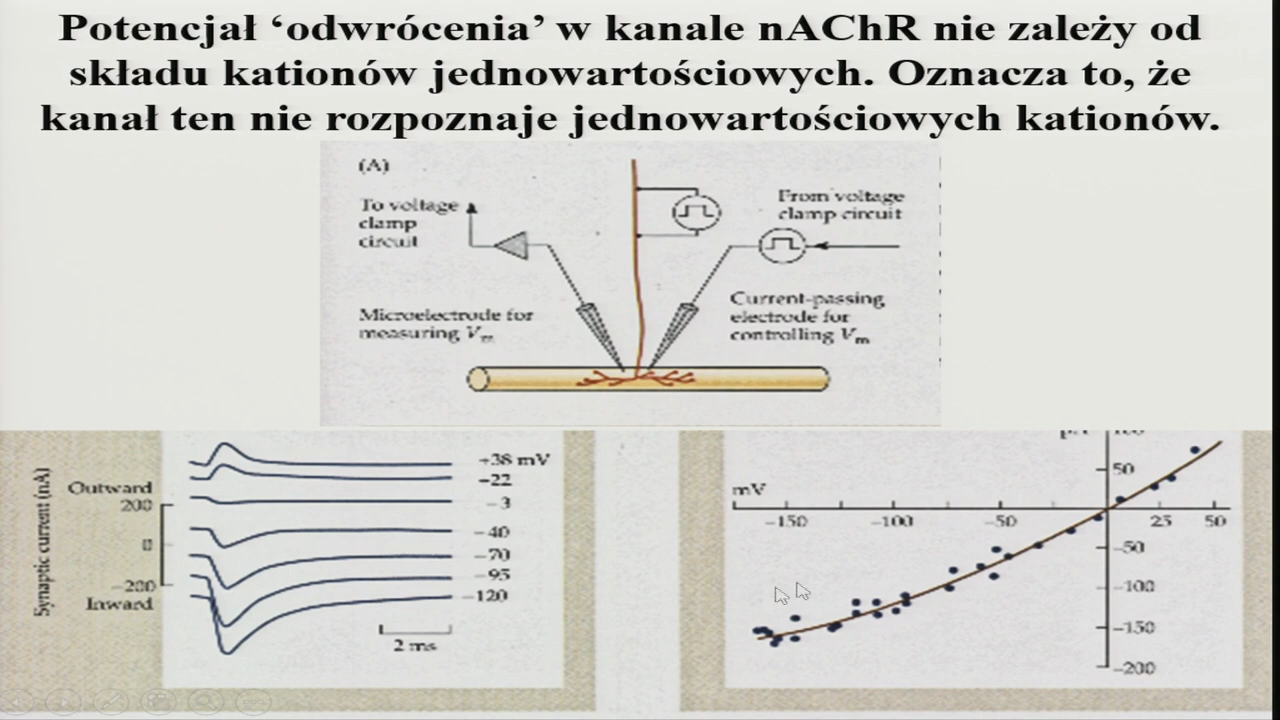 Potencjał ‘odwrócenia’ w kanale nAChR nie zależy od
składu kationów jednowartościowych. Oznacza to, że
kanał ten nie rozpoznaje jednowartościowych kationów.
(A)
To voltage
clamp
circuit
From voltage
clamp circuit
Microelectrode for
measuring Vm
Current-passing
electrode for
controlling Vm
Synaptic current (nA)
Outward
200
0
−200
Inward
+38 mV
+22
−3
−40
−70
−95
−120
2 ms
mV
−150
−100
−50
25
50
50
−50
−100
−150
−200